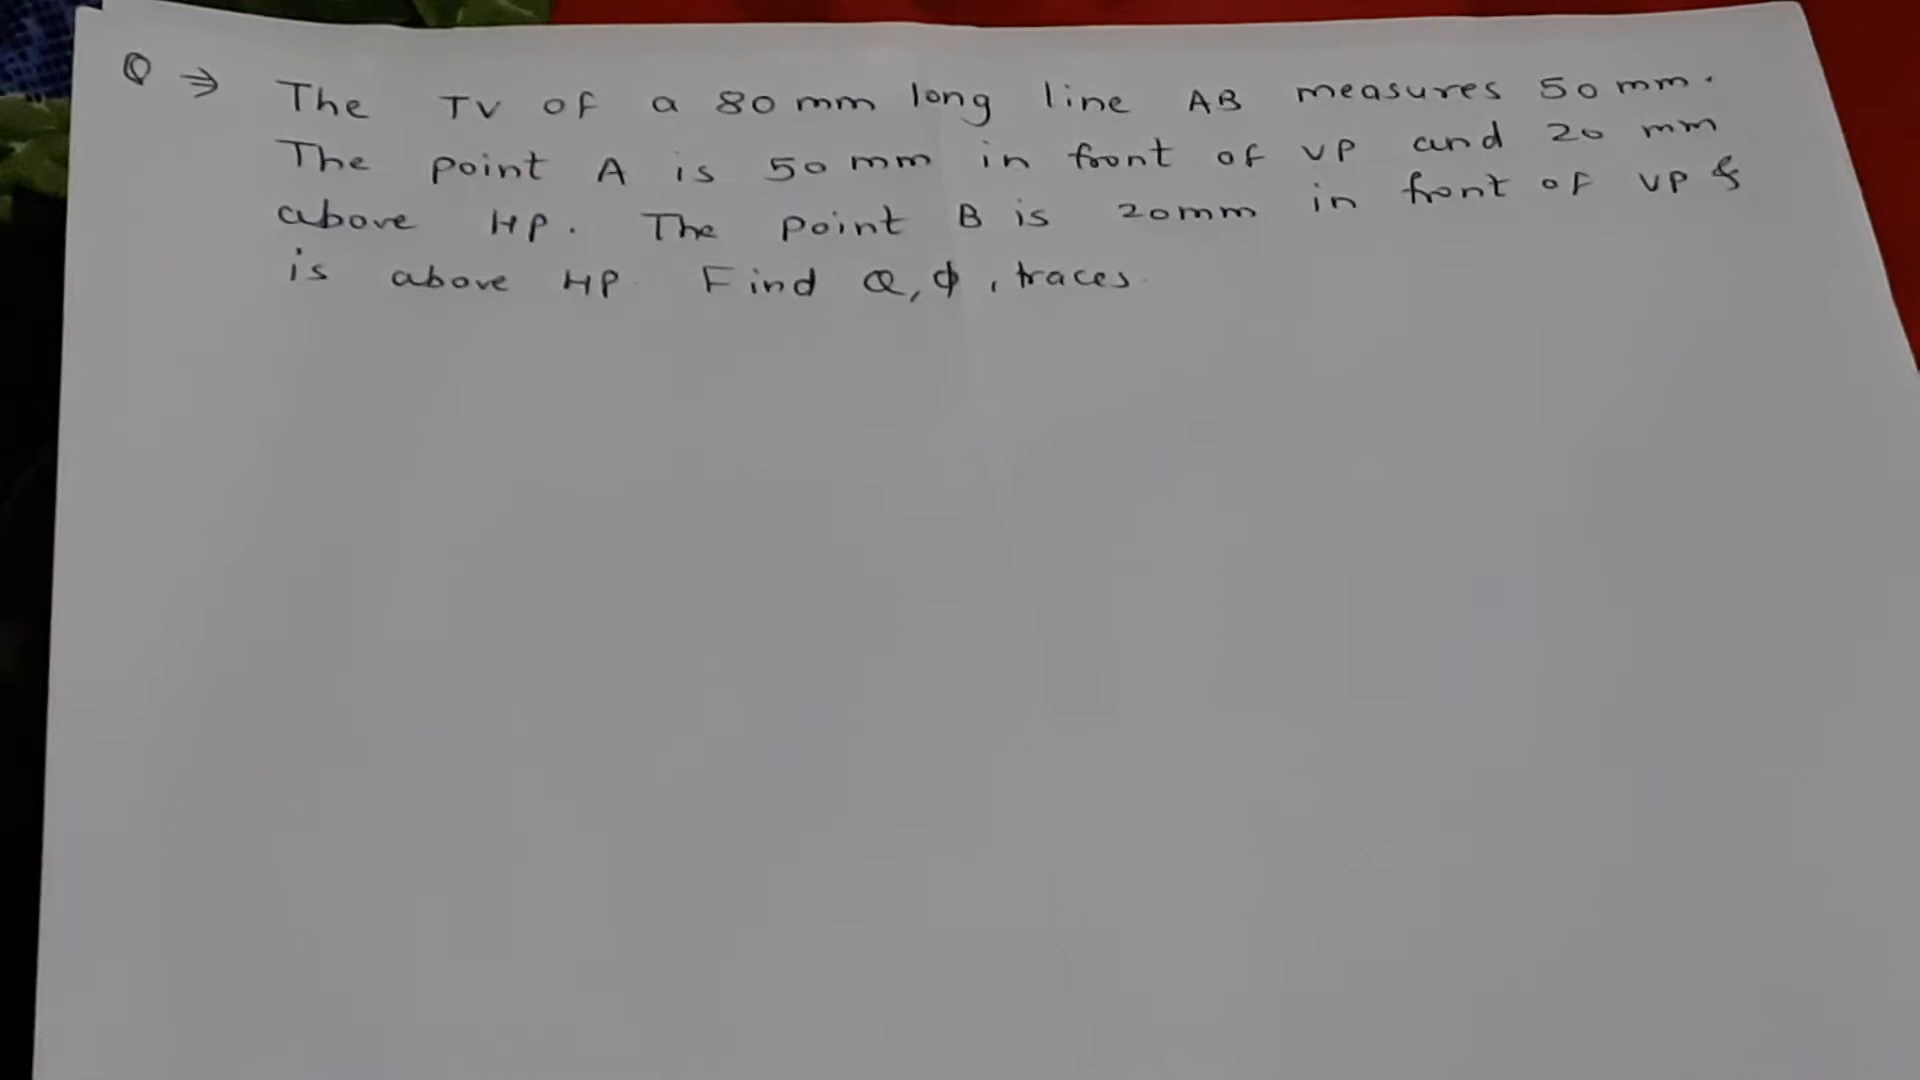 Q ⇒ The TV of a 80 mm long line AB measures 50 mm.
The point A is 50 mm in front of VP and 20 mm
above HP. The point B is 20mm in front of VP &
is above HP. Find Q, ϕ, traces.